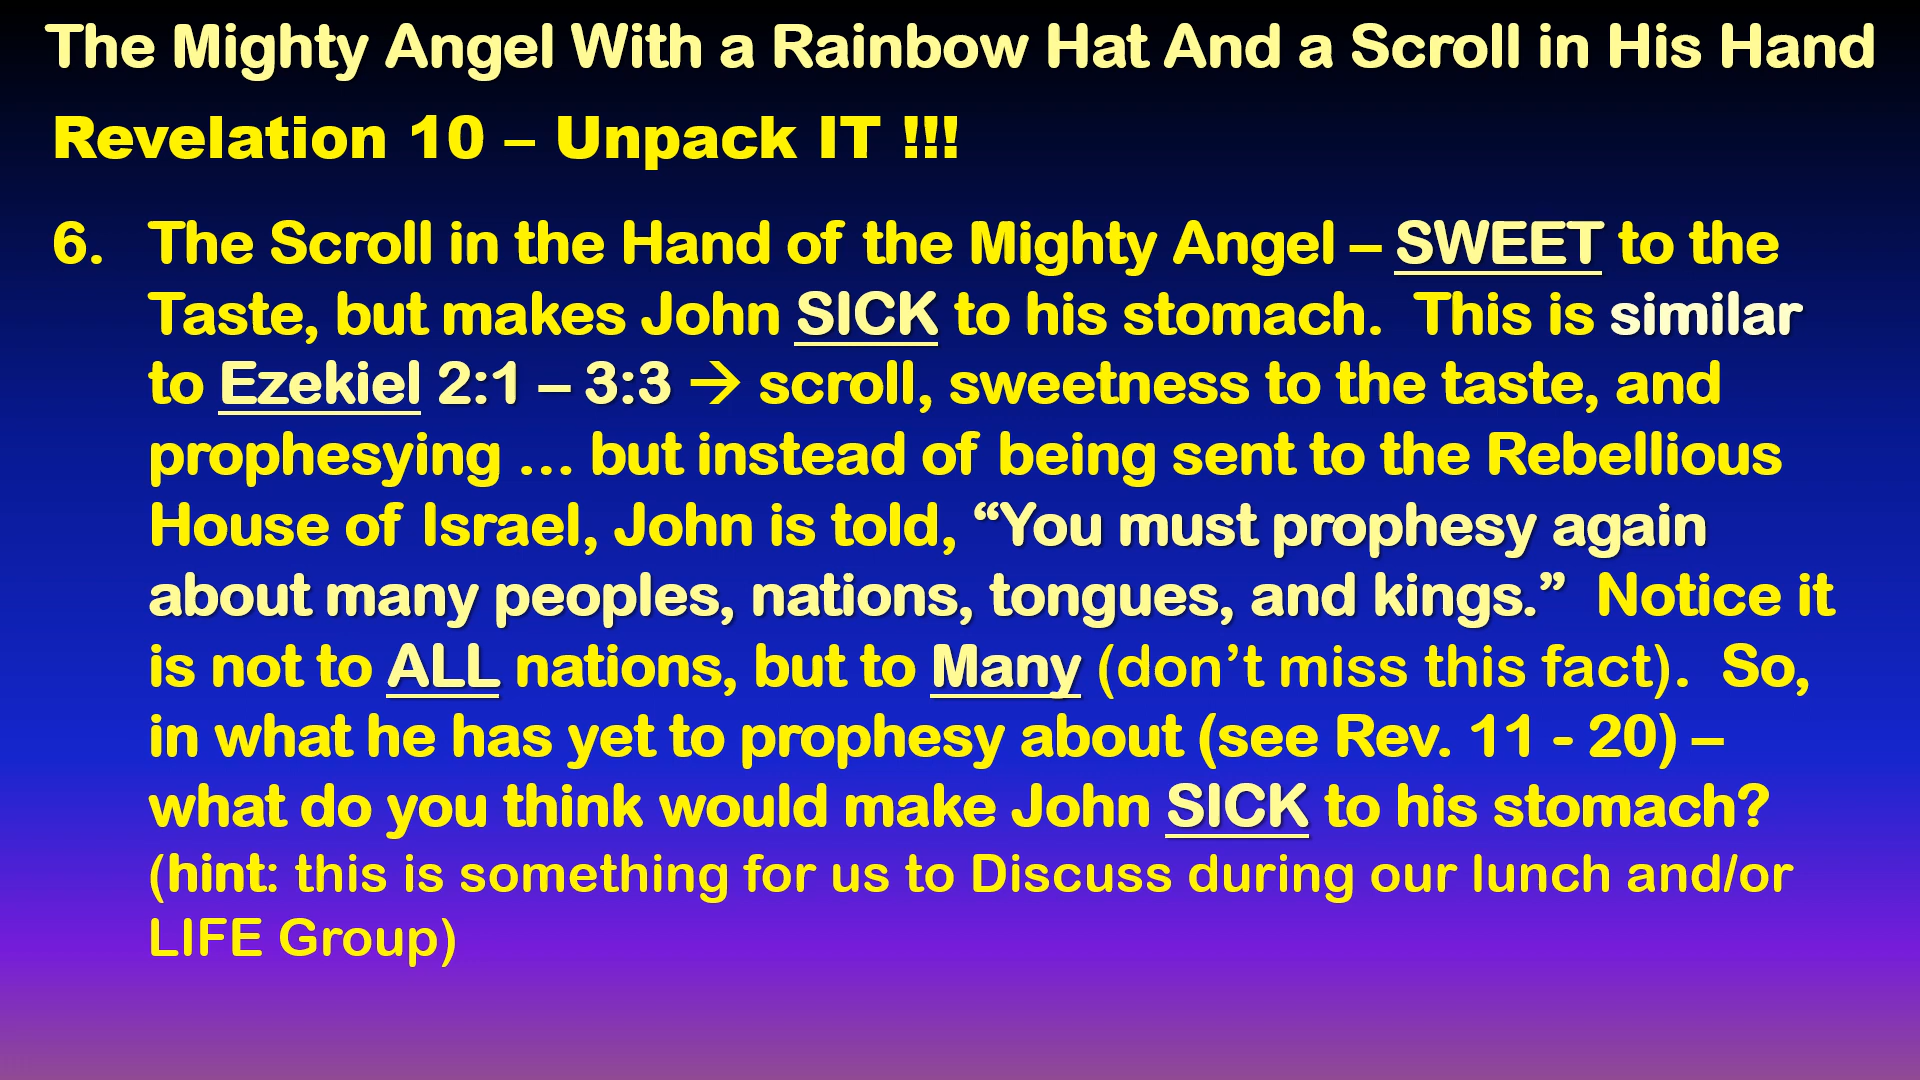 The Mighty Angel With a Rainbow Hat And a Scroll in His Hand
Revelation 10 – Unpack IT !!!
6. The Scroll in the Hand of the Mighty Angel – SWEET to the
Taste, but makes John SICK to his stomach. This is similar
to Ezekiel 2:1 – 3:3 → scroll, sweetness to the taste, and
prophesying … but instead of being sent to the Rebellious
House of Israel, John is told, “You must prophesy again
about many peoples, nations, tongues, and kings.” Notice it
is not to ALL nations, but to Many (don’t miss this fact). So,
in what he has yet to prophesy about (see Rev. 11 - 20) –
what do you think would make John SICK to his stomach?
(hint: this is something for us to Discuss during our lunch and/or
LIFE Group)